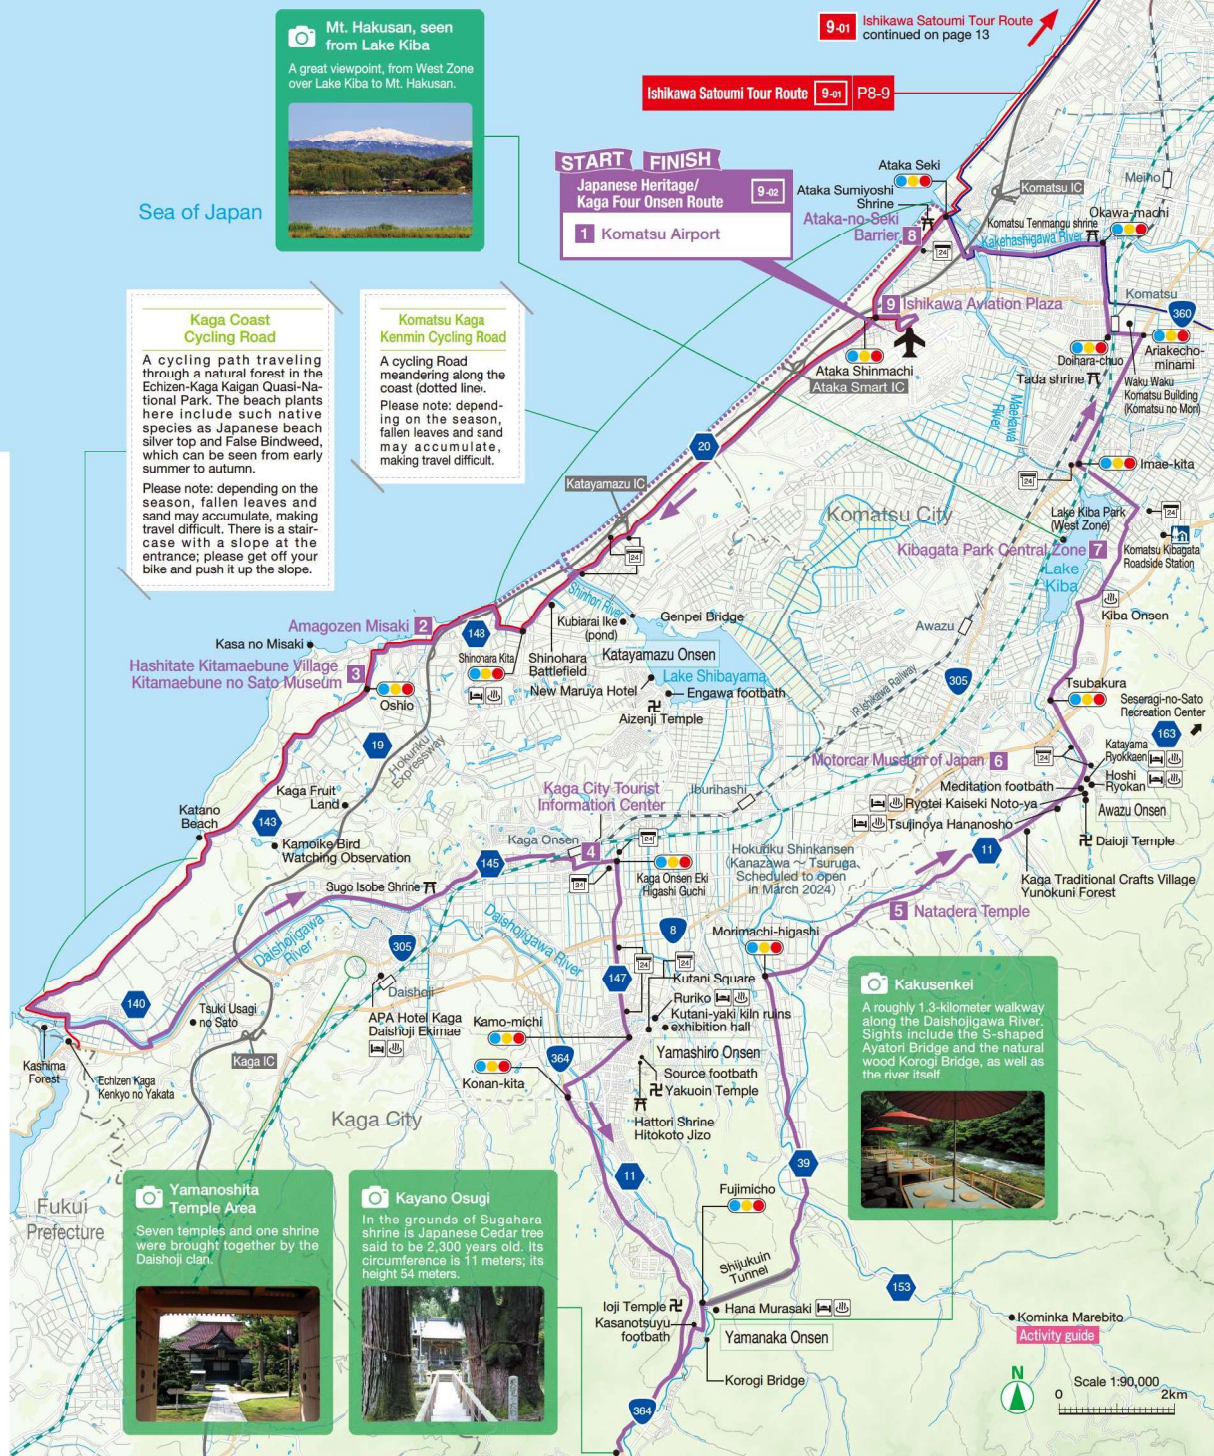 Mt. Hakusan, seen
from Lake Kiba
A great viewpoint, from West Zone
over Lake Kiba to Mt. Hakusan.
9-01
Ishikawa Satoumi Tour Route
continued on page 13
Ishikawa Satoumi Tour Route 9-01 P8-9
START FINISH
Japanese Heritage/
Kaga Four Onsen Route
9-02
1 Komatsu Airport
Sea of Japan
Kaga Coast
Cycling Road
A cycling path traveling
through a natural forest in the
Echizen-Kaga Kaigan Quasi-Na-
tional Park. The beach plants
here include such native
species as Japanese beach
silver top and False Bindweed,
which can be seen from early
summer to autumn.
Please note: depending on the
season, fallen leaves and
sand may accumulate, making
travel difficult. There is a stair-
case with a slope at the
entrance; please get off your
bike and push it up the slope.
Komatsu Kaga
Kenmin Cycling Road
A cycling Road
meandering along the
coast (dotted line.
Please note: depend-
ing on the season,
fallen leaves and sand
may accumulate,
making travel difficult.
Ataka Seki
Ataka Sumiyoshi
Shrine
Ataka-no-Seki
Barrier 8
24
Komatsu IC
Meiho
Okawa-machi
Komatsu Tenmangu shrine
Kakehashigawa River
9 Ishikawa Aviation Plaza
Komatsu
360
Ataka Shinmachi
Ataka Smart IC
Doihara-chuo
Ariakecho-
minami
Tada shrine
Waku Waku
Komatsu Building
(Komatsu no Mori)
Maekawa
River
20
Imae-kita
24
Katayamazu IC
24
Komatsu City
Lake Kiba Park
(West Zone)
24
Kibagata Park Central Zone 7
Komatsu Kibagata
Roadside Station
Lake
Kiba
Kiba Onsen
Shinhori River
Genpei Bridge
Kubiarai Ike
(pond)
Awazu
Amagozen Misaki 2
Kasa no Misaki
143
Shinohara Kita
Shinohara
Battlefield
Katayamazu Onsen
Hashitate Kitamaebune Village
Kitamaebune no Sato Museum 3
Oshio
New Maruya Hotel
Lake Shibayama
Engawa footbath
Aizenji Temple
IR Ishikawa Railway
305
Tsubakura
Seseragi-no-Sato
Recreation Center
163
19
Hokuriku
Expressway
Motorcar Museum of Japan 6
24
Katayama
Ryokkaen
Meditation footbath
Hoshi
Ryokan
Kaga Fruit
Land
Kaga City Tourist
Information Center
Iburihashi
Ryotei Kaiseki Noto-ya
Awazu Onsen
Katano
Beach
143
Tsujinoya Hananosho
Daioji Temple
Kamoike Bird
Watching Observation
Kaga Onsen
4
24
145
Hokuriku Shinkansen
(Kanazawa ~ Tsuruga,
Scheduled to open
in March 2024)
11
24
Kaga Onsen Eki
Higashi Guchi
Kaga Traditional Crafts Village
Yunokuni Forest
Sugo Isobe Shrine
5 Natadera Temple
Daishojigawa
River
Daishojigawa River
305
8
Morimachi-higashi
24
24
147
Kutani Square
140
Tsuki Usagi
no Sato
Daishoji
APA Hotel Kaga
Daishoji Ekimae
Ruriko
Kutani-yaki kiln ruins
exhibition hall
Kamo-michi
Kashima
Forest
Echizen Kaga
Kenkyo no Yakata
Kaga IC
364
Yamashiro Onsen
Source footbath
Yakuoin Temple
Konan-kita
Kaga City
Hattori Shrine
Hitokoto Jizo
Kakusenkei
A roughly 1.3-kilometer walkway
along the Daishojigawa River.
Sights include the S-shaped
Ayatori Bridge and the natural
wood Korogi Bridge, as well as
the river itself.
Fukui
Prefecture
Yamanoshita
Temple Area
Seven temples and one shrine
were brought together by the
Daishoji clan.
Kayano Osugi
In the grounds of Sugahara
shrine is Japanese Cedar tree
said to be 2,300 years old. Its
circumference is 11 meters; its
height 54 meters.
11
39
Fujimicho
Shijukuin
Tunnel
153
Ioji Temple
Kasanotsuyu
footbath
Hana Murasaki
Yamanaka Onsen
Kominka Marebito
Activity guide
Korogi Bridge
364
N
Scale 1:90,000
0 2km